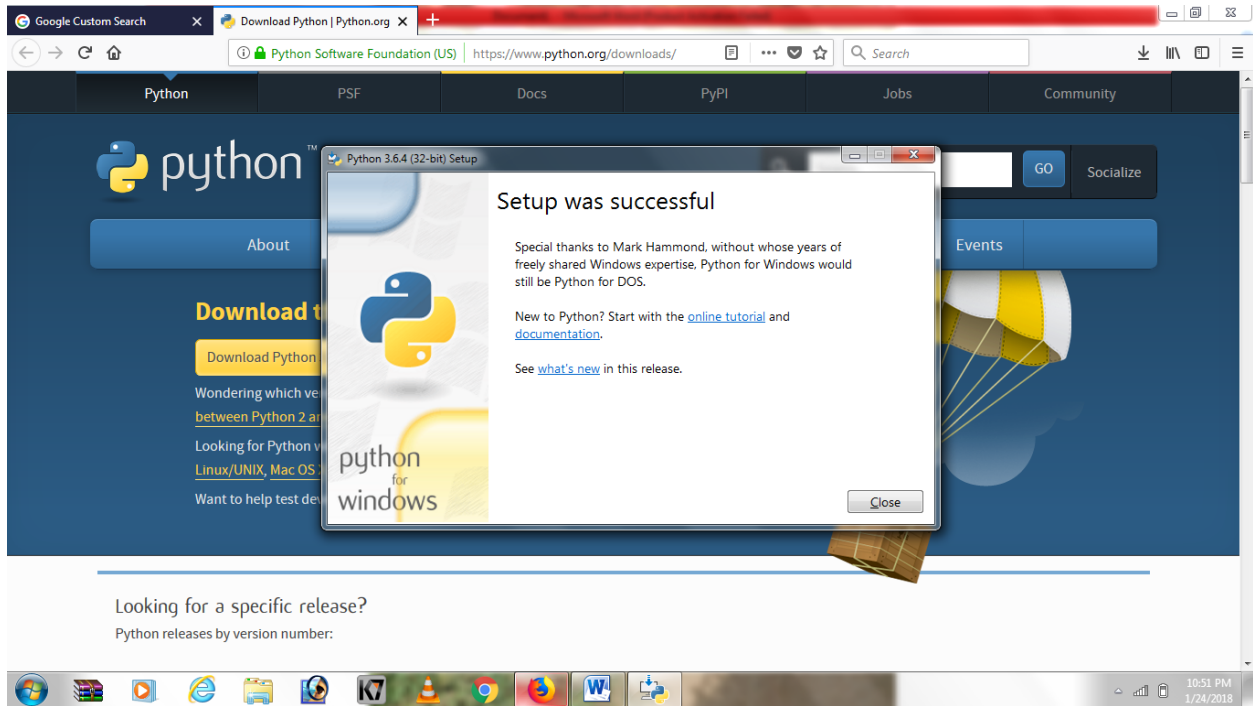 Google Custom Search
Download Python | Python.org
Python Software Foundation (US) https://www.python.org/downloads/
Search
Python PSF Docs PyPI Jobs Community
python™
GO Socialize
Python 3.6.4 (32-bit) Setup
Setup was successful
About Events
Special thanks to Mark Hammond, without whose years of
freely shared Windows expertise, Python for Windows would
still be Python for DOS.
New to Python? Start with the online tutorial and
documentation.
See what's new in this release.
python
for
windows
Close
Download
Download Python
Wondering which
between Python 2
Looking for Python
Linux/UNIX, Mac OS
Want to help test
Looking for a specific release?
Python releases by version number:
K7
W
10:51 PM
1/24/2018